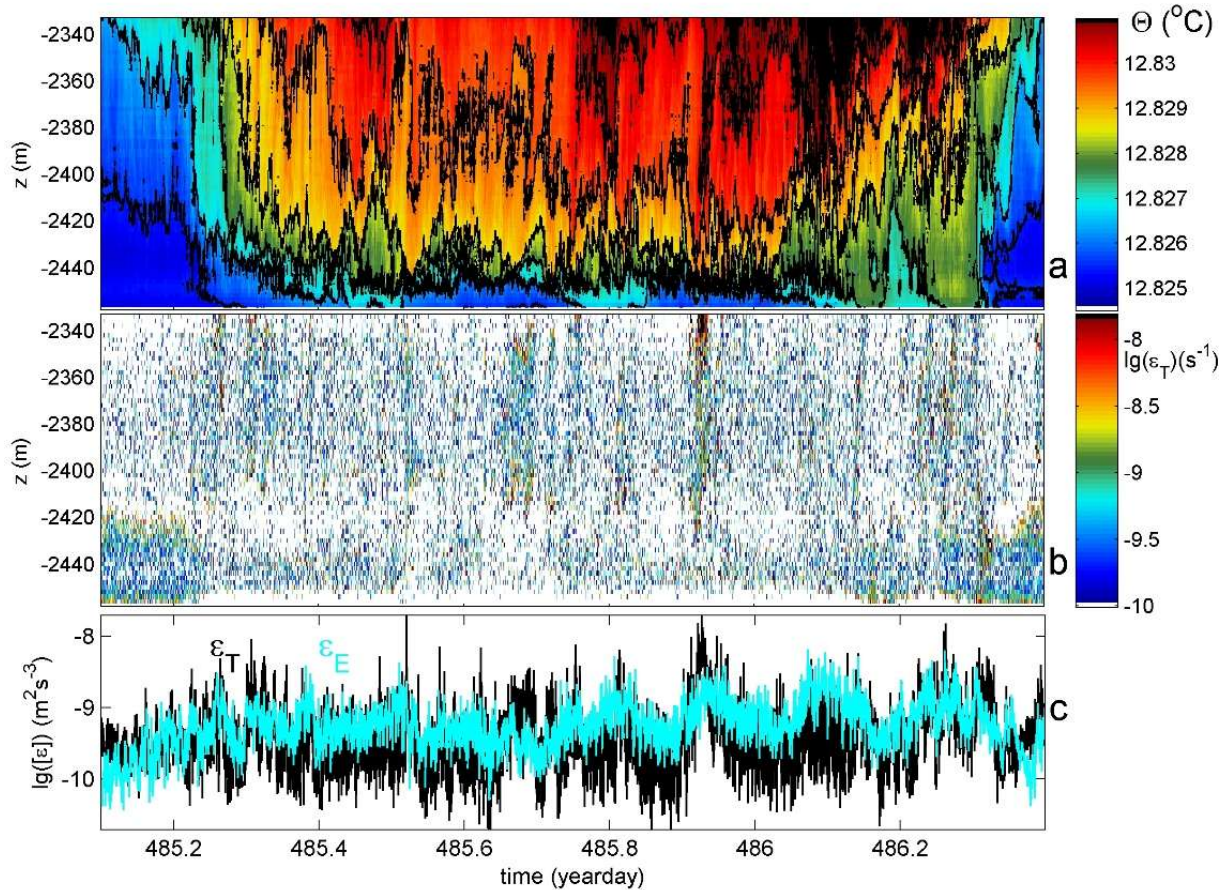 z (m)
-2340
-2360
-2380
-2400
-2420
-2440
a
Θ (°C)
12.83
12.829
12.828
12.827
12.826
12.825
z (m)
-2340
-2360
-2380
-2400
-2420
-2440
b
-8
lg(ε_T)(s⁻¹)
-8.5
-9
-9.5
-10
lg([ε]) (m²s⁻³)
-8
-9
-10
ε_T
ε_E
c
485.2
485.4
485.6
485.8
486
486.2
time (yearday)